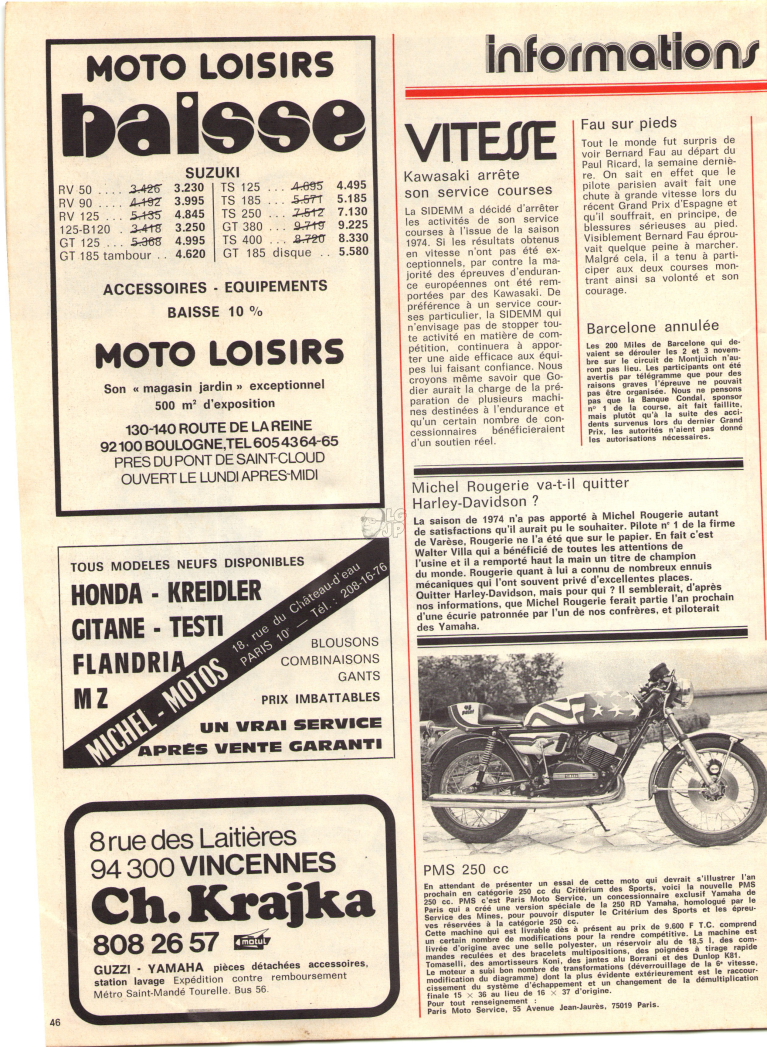 MOTO LOISIRS
baisse
SUZUKI
RV 50 .... 3.426 3.230
RV 90 .... 4.192 3.995
RV 125 ... 5.135 4.845
125-B120 . 3.418 3.250
GT 125 ... 5.368 4.995
GT 185 tambour .. 4.620
TS 125 ... 4.695 4.495
TS 185 ... 5.571 5.185
TS 250 ... 7.512 7.130
GT 380 ... 9.719 9.225
TS 400 ... 8.720 8.330
GT 185 disque .. 5.580
ACCESSOIRES - EQUIPEMENTS
BAISSE 10 %
MOTO LOISIRS
Son « magasin jardin » exceptionnel
500 m² d'exposition
130-140 ROUTE DE LA REINE
92100 BOULOGNE, TEL 605 43 64-65
PRES DU PONT DE SAINT-CLOUD
OUVERT LE LUNDI APRES-MIDI
TOUS MODELES NEUFS DISPONIBLES
HONDA - KREIDLER
GITANE - TESTI
FLANDRIA
MZ
MICHEL - MOTOS
18, rue du Château-d'eau
PARIS 10e — Tél. : 208-16-76
BLOUSONS
COMBINAISONS
GANTS
PRIX IMBATTABLES
UN VRAI SERVICE
APRÉS VENTE GARANTI
8 rue des Laitières
94 300 VINCENNES
Ch. Krajka
808 26 57 motul
GUZZI - YAMAHA pièces détachées accessoires,
station lavage Expédition contre remboursement
Métro Saint-Mandé Tourelle. Bus 56.
46
informations
VITESSE
Kawasaki arrête
son service courses
La SIDEMM a décidé d'arrêter
les activités de son service
courses à l'issue de la saison
1974. Si les résultats obtenus
en vitesse n'ont pas été ex-
ceptionnels, par contre la ma-
jorité des épreuves d'enduran-
ce européennes ont été rem-
portées par des Kawasaki. De
préférence à un service cour-
ses particulier, la SIDEMM qui
n'envisage pas de stopper tou-
te activité en matière de com-
pétition, continuera à appor-
ter une aide efficace aux équi-
pes lui faisant confiance. Nous
croyons même savoir que Go-
dier aurait la charge de la pré-
paration de plusieurs machi-
nes destinées à l'endurance et
qu'un certain nombre de con-
cessionnaires bénéficieraient
d'un soutien réel.
Fau sur pieds
Tout le monde fut surpris de
voir Bernard Fau au départ du
Paul Ricard, la semaine derniè-
re. On sait en effet que le
pilote parisien avait fait une
chute à grande vitesse lors du
récent Grand Prix d'Espagne et
qu'il souffrait, en principe, de
blessures sérieuses au pied.
Visiblement Bernard Fau éprou-
vait quelque peine à marcher.
Malgré cela, il a tenu à parti-
ciper aux deux courses mon-
trant ainsi sa volonté et son
courage.
Barcelone annulée
Les 200 Miles de Barcelone qui de-
vaient se dérouler les 2 et 3 novem-
bre sur le circuit de Montjuich n'au-
ront pas lieu. Les participants ont été
avertis par télégramme que pour des
raisons graves l'épreuve ne pouvait
pas être organisée. Nous ne pensons
pas que la Banque Condal, sponsor
n° 1 de la course, ait fait faillite,
mais plutôt qu'à la suite des acci-
dents survenus lors du dernier Grand
Prix, les autorités n'aient pas donné
les autorisations nécessaires.
Michel Rougerie va-t-il quitter
Harley-Davidson ?
La saison de 1974 n'a pas apporté à Michel Rougerie autant
de satisfactions qu'il aurait pu le souhaiter. Pilote n° 1 de la firme
de Varèse, Rougerie ne l'a été que sur le papier. En fait c'est
Walter Villa qui a bénéficié de toutes les attentions de
l'usine et il a remporté haut la main un titre de champion
du monde. Rougerie quant à lui a connu de nombreux ennuis
mécaniques qui l'ont souvent privé d'excellentes places.
Quitter Harley-Davidson, mais pour qui ? Il semblerait, d'après
nos informations, que Michel Rougerie ferait partie l'an prochain
d'une écurie patronnée par l'un de nos confrères, et piloterait
des Yamaha.
PMS 250 cc
En attendant de présenter un essai de cette moto qui devrait s'illustrer l'an
prochain en catégorie 250 cc du Critérium des Sports, voici la nouvelle PMS
250 cc. PMS c'est Paris Moto Service, un concessionnaire exclusif Yamaha de
Paris qui a créé une version spéciale de la 250 RD Yamaha, homologué par le
Service des Mines, pour pouvoir disputer le Critérium des Sports et les épreu-
ves réservées à la catégorie 250 cc.
Cette machine qui est livrable dès à présent au prix de 9.600 F T.C. comprend
un certain nombre de modifications pour la rendre compétitive. La machine est
livrée d'origine avec une selle polyester, un réservoir alu de 18,5 l, des com-
mandes reculées et des bracelets multipositions, des poignées à tirage rapide
Tomaselli, des amortisseurs Koni, des jantes alu Borrani et des Dunlop K81.
Le moteur a subi bon nombre de transformations (déverrouillage de la 6e vitesse,
modification du diagramme) dont la plus évidente extérieurement est le raccour-
cissement du système d'échappement et un changement de la démultiplication
finale 15 × 36 au lieu de 16 × 37 d'origine.
Pour tout renseignement :
Paris Moto Service, 55 Avenue Jean-Jaurès, 75019 Paris.